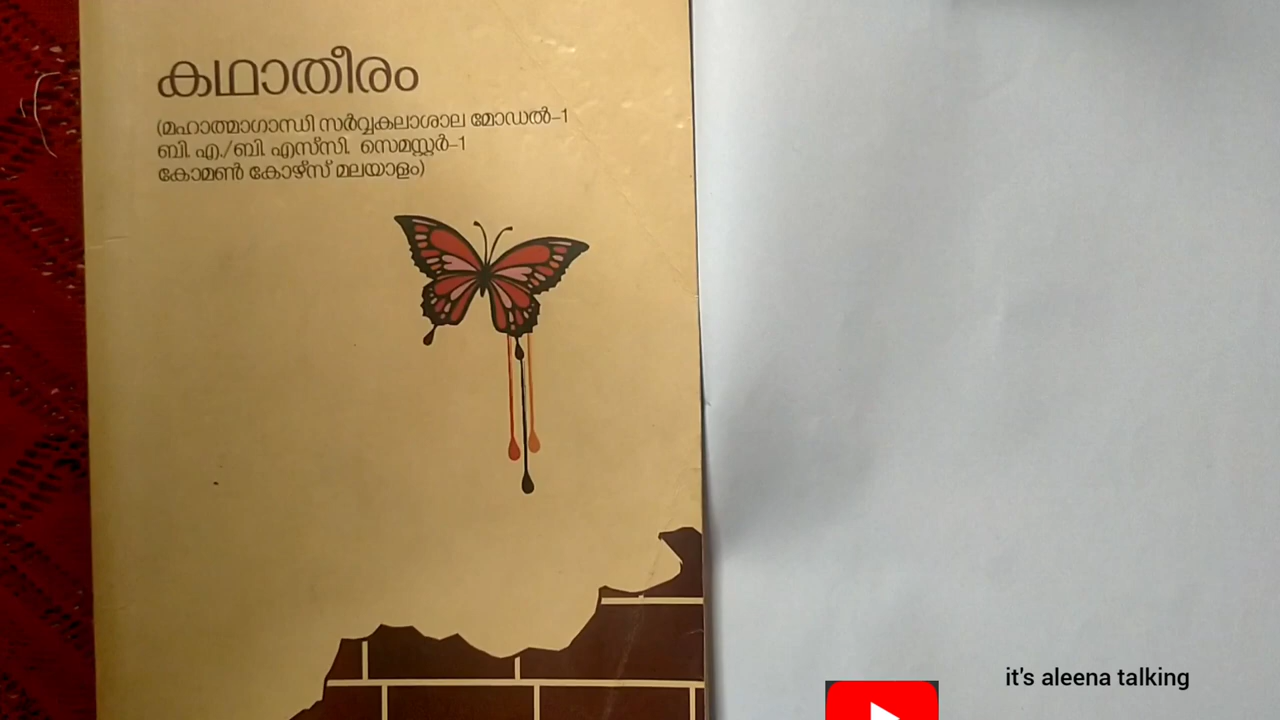 കഥാതീരം
(മഹാത്മാഗാന്ധി സർവ്വകലാശാല മോഡൽ-1
ബി. എ./ബി. എസ്‌സി. സെമസ്റ്റർ-1
കോമൺ കോഴ്സ് മലയാളം)
it's aleena talking